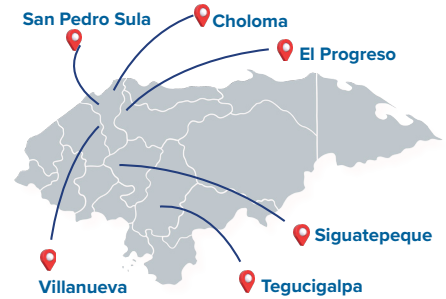 San Pedro Sula
Choloma
El Progreso
Siguatepeque
Villanueva
Tegucigalpa